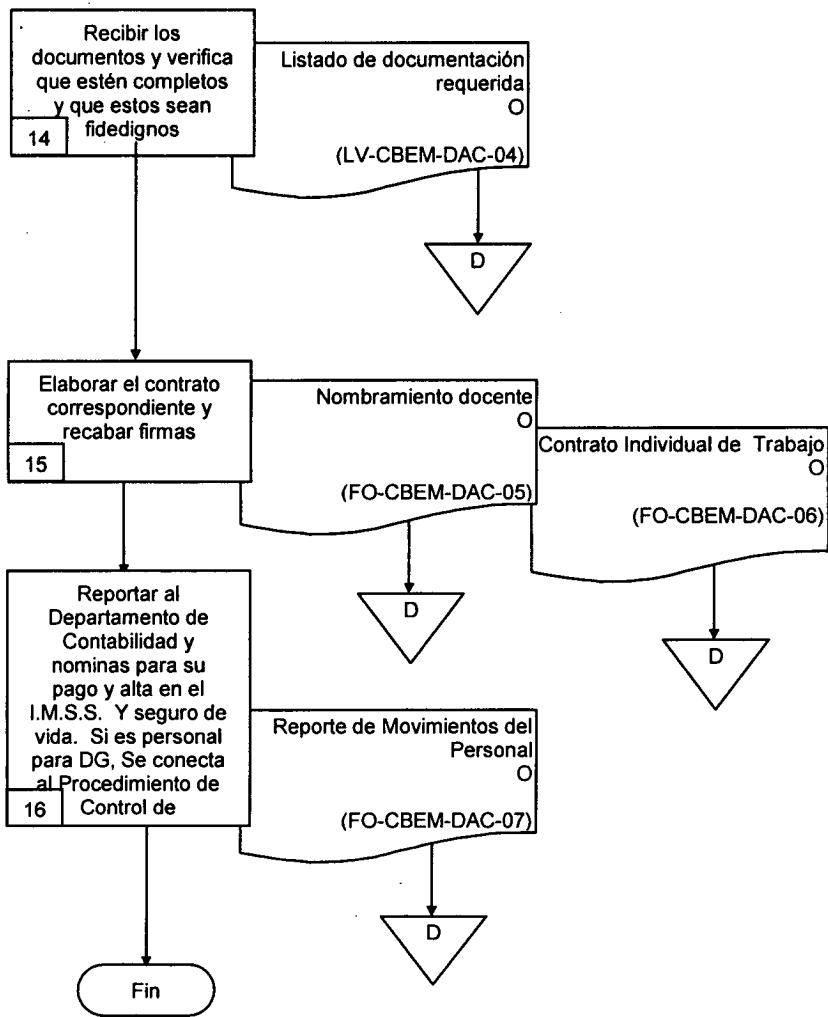 Recibir los
documentos y verifica
que estén completos
y que estos sean
fidedignos
14
Listado de documentación
requerida
O
(LV-CBEM-DAC-04)
D
Elaborar el contrato
correspondiente y
recabar firmas
15
Nombramiento docente
O
(FO-CBEM-DAC-05)
D
Contrato Individual de Trabajo
O
(FO-CBEM-DAC-06)
D
Reportar al
Departamento de
Contabilidad y
nominas para su
pago y alta en el
I.M.S.S. Y seguro de
vida. Si es personal
para DG, Se conecta
al Procedimiento de
Control de
16
Reporte de Movimientos del
Personal
O
(FO-CBEM-DAC-07)
D
Fin